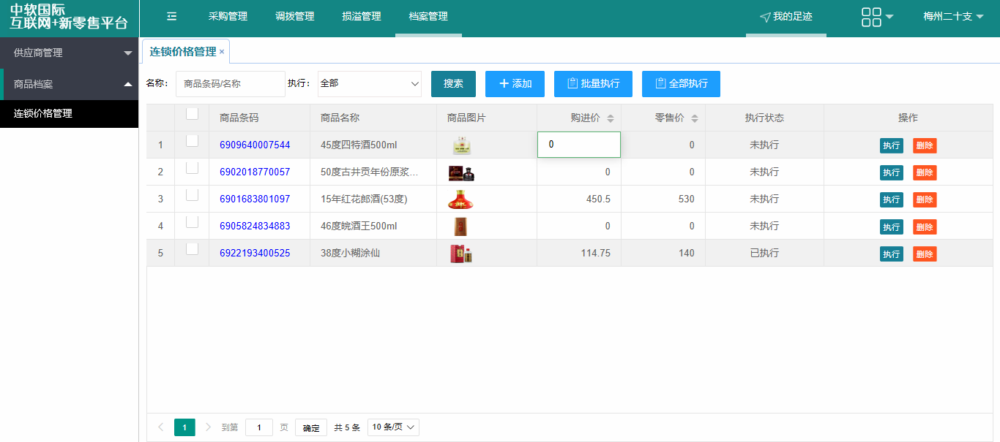 中软国际
互联网+新零售平台
采购管理 调拨管理 损溢管理 档案管理 我的足迹 梅州二十支
供应商管理
商品档案
连锁价格管理
连锁价格管理 ×
名称: 商品条码/名称 执行: 全部 搜索 添加 批量执行 全部执行
商品条码 商品名称 商品图片 购进价 零售价 执行状态 操作
1 6909640007544 45度四特酒500ml 0 0 未执行 执行 删除
2 6902018770057 50度古井贡年份原浆... 0 0 未执行 执行 删除
3 6901683801097 15年红花郎酒(53度) 450.5 530 未执行 执行 删除
4 6905824834883 46度皖酒王500ml 0 0 未执行 执行 删除
5 6922193400525 38度小糊涂仙 114.75 140 已执行 执行 删除
1 到第 1 页 确定 共 5 条 10 条/页